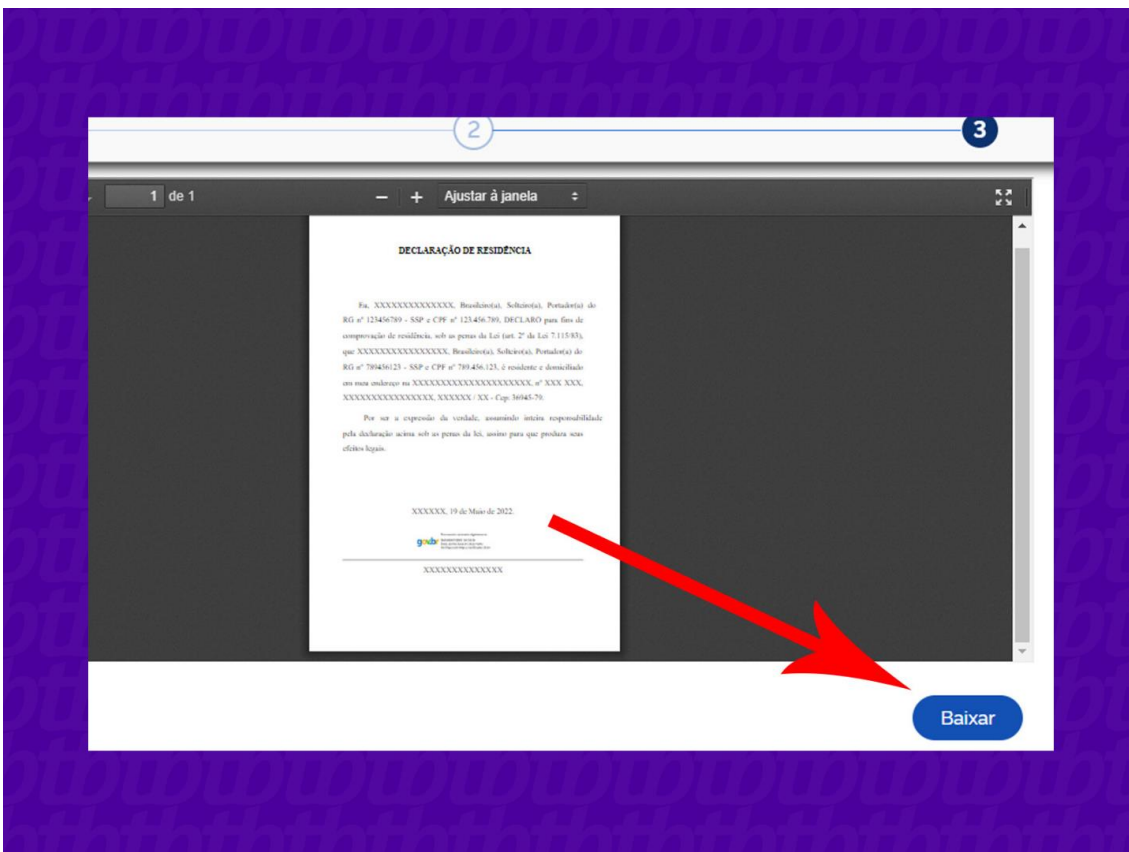 2
3
1 de 1
Ajustar à janela
DECLARAÇÃO DE RESIDÊNCIA
Eu, XXXXXXXXXXXXXX, Brasileiro(a), Solteiro(a), Portador(a) do
RG nº 123456789 - SSP e CPF nº 123.456.789, DECLARO para fins de
comprovação de residência, sob as penas da Lei (art. 2º da Lei 7.115/83),
que XXXXXXXXXXXXXXXX, Brasileiro(a), Solteiro(a), Portador(a) do
RG nº 789456123 - SSP e CPF nº 789.456.123, é residente e domiciliado
em meu endereço na XXXXXXXXXXXXXXXXXXXXX, nº XXX XXX,
XXXXXXXXXXXXXXXX, XXXXXX / XX - Cep: 36945-79.
Por ser a expressão da verdade, assumindo inteira responsabilidade
pela declaração acima sob as penas da lei, assino para que produza seus
efeitos legais.
XXXXXX, 19 de Maio de 2022.
gov.br
XXXXXXXXXXXXXX
Baixar